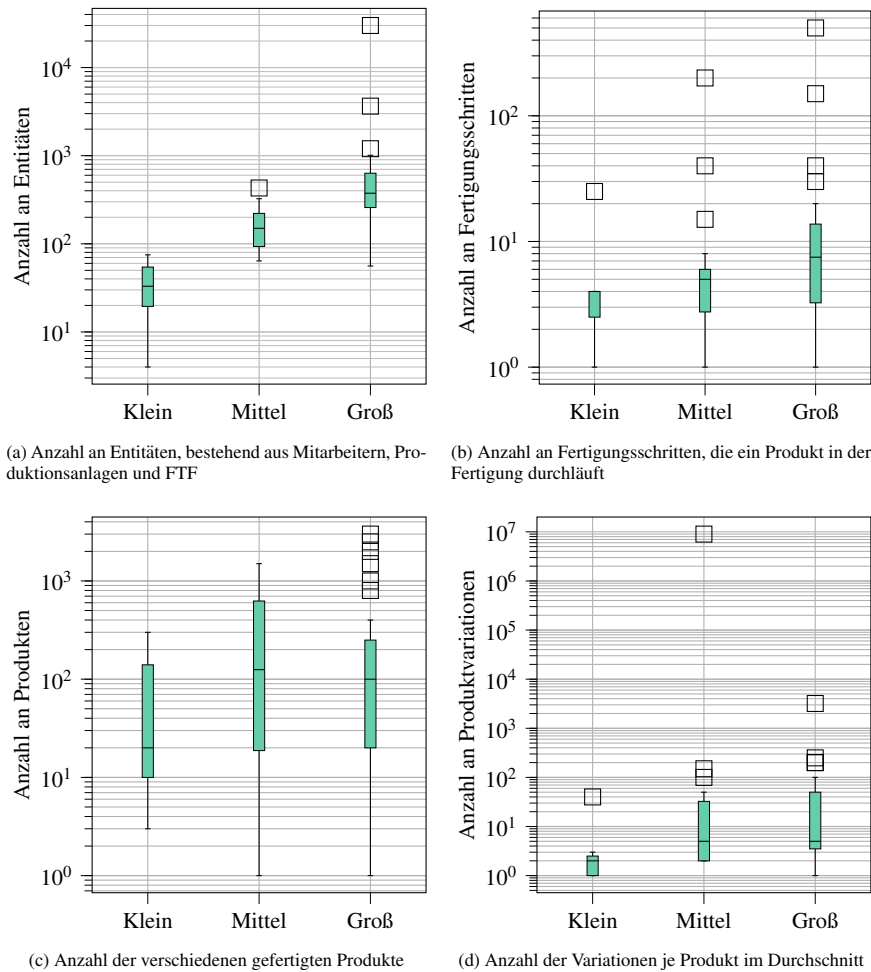 Anzahl an Entitäten
10^4
10^3
10^2
10^1
Klein Mittel Groß
(a) Anzahl an Entitäten, bestehend aus Mitarbeitern, Pro-
duktionsanlagen und FTF
Anzahl an Fertigungsschritten
10^2
10^1
10^0
Klein Mittel Groß
(b) Anzahl an Fertigungsschritten, die ein Produkt in der
Fertigung durchläuft
Anzahl an Produkten
10^3
10^2
10^1
10^0
Klein Mittel Groß
(c) Anzahl der verschiedenen gefertigten Produkte
Anzahl an Produktvariationen
10^7
10^6
10^5
10^4
10^3
10^2
10^1
10^0
Klein Mittel Groß
(d) Anzahl der Variationen je Produkt im Durchschnitt